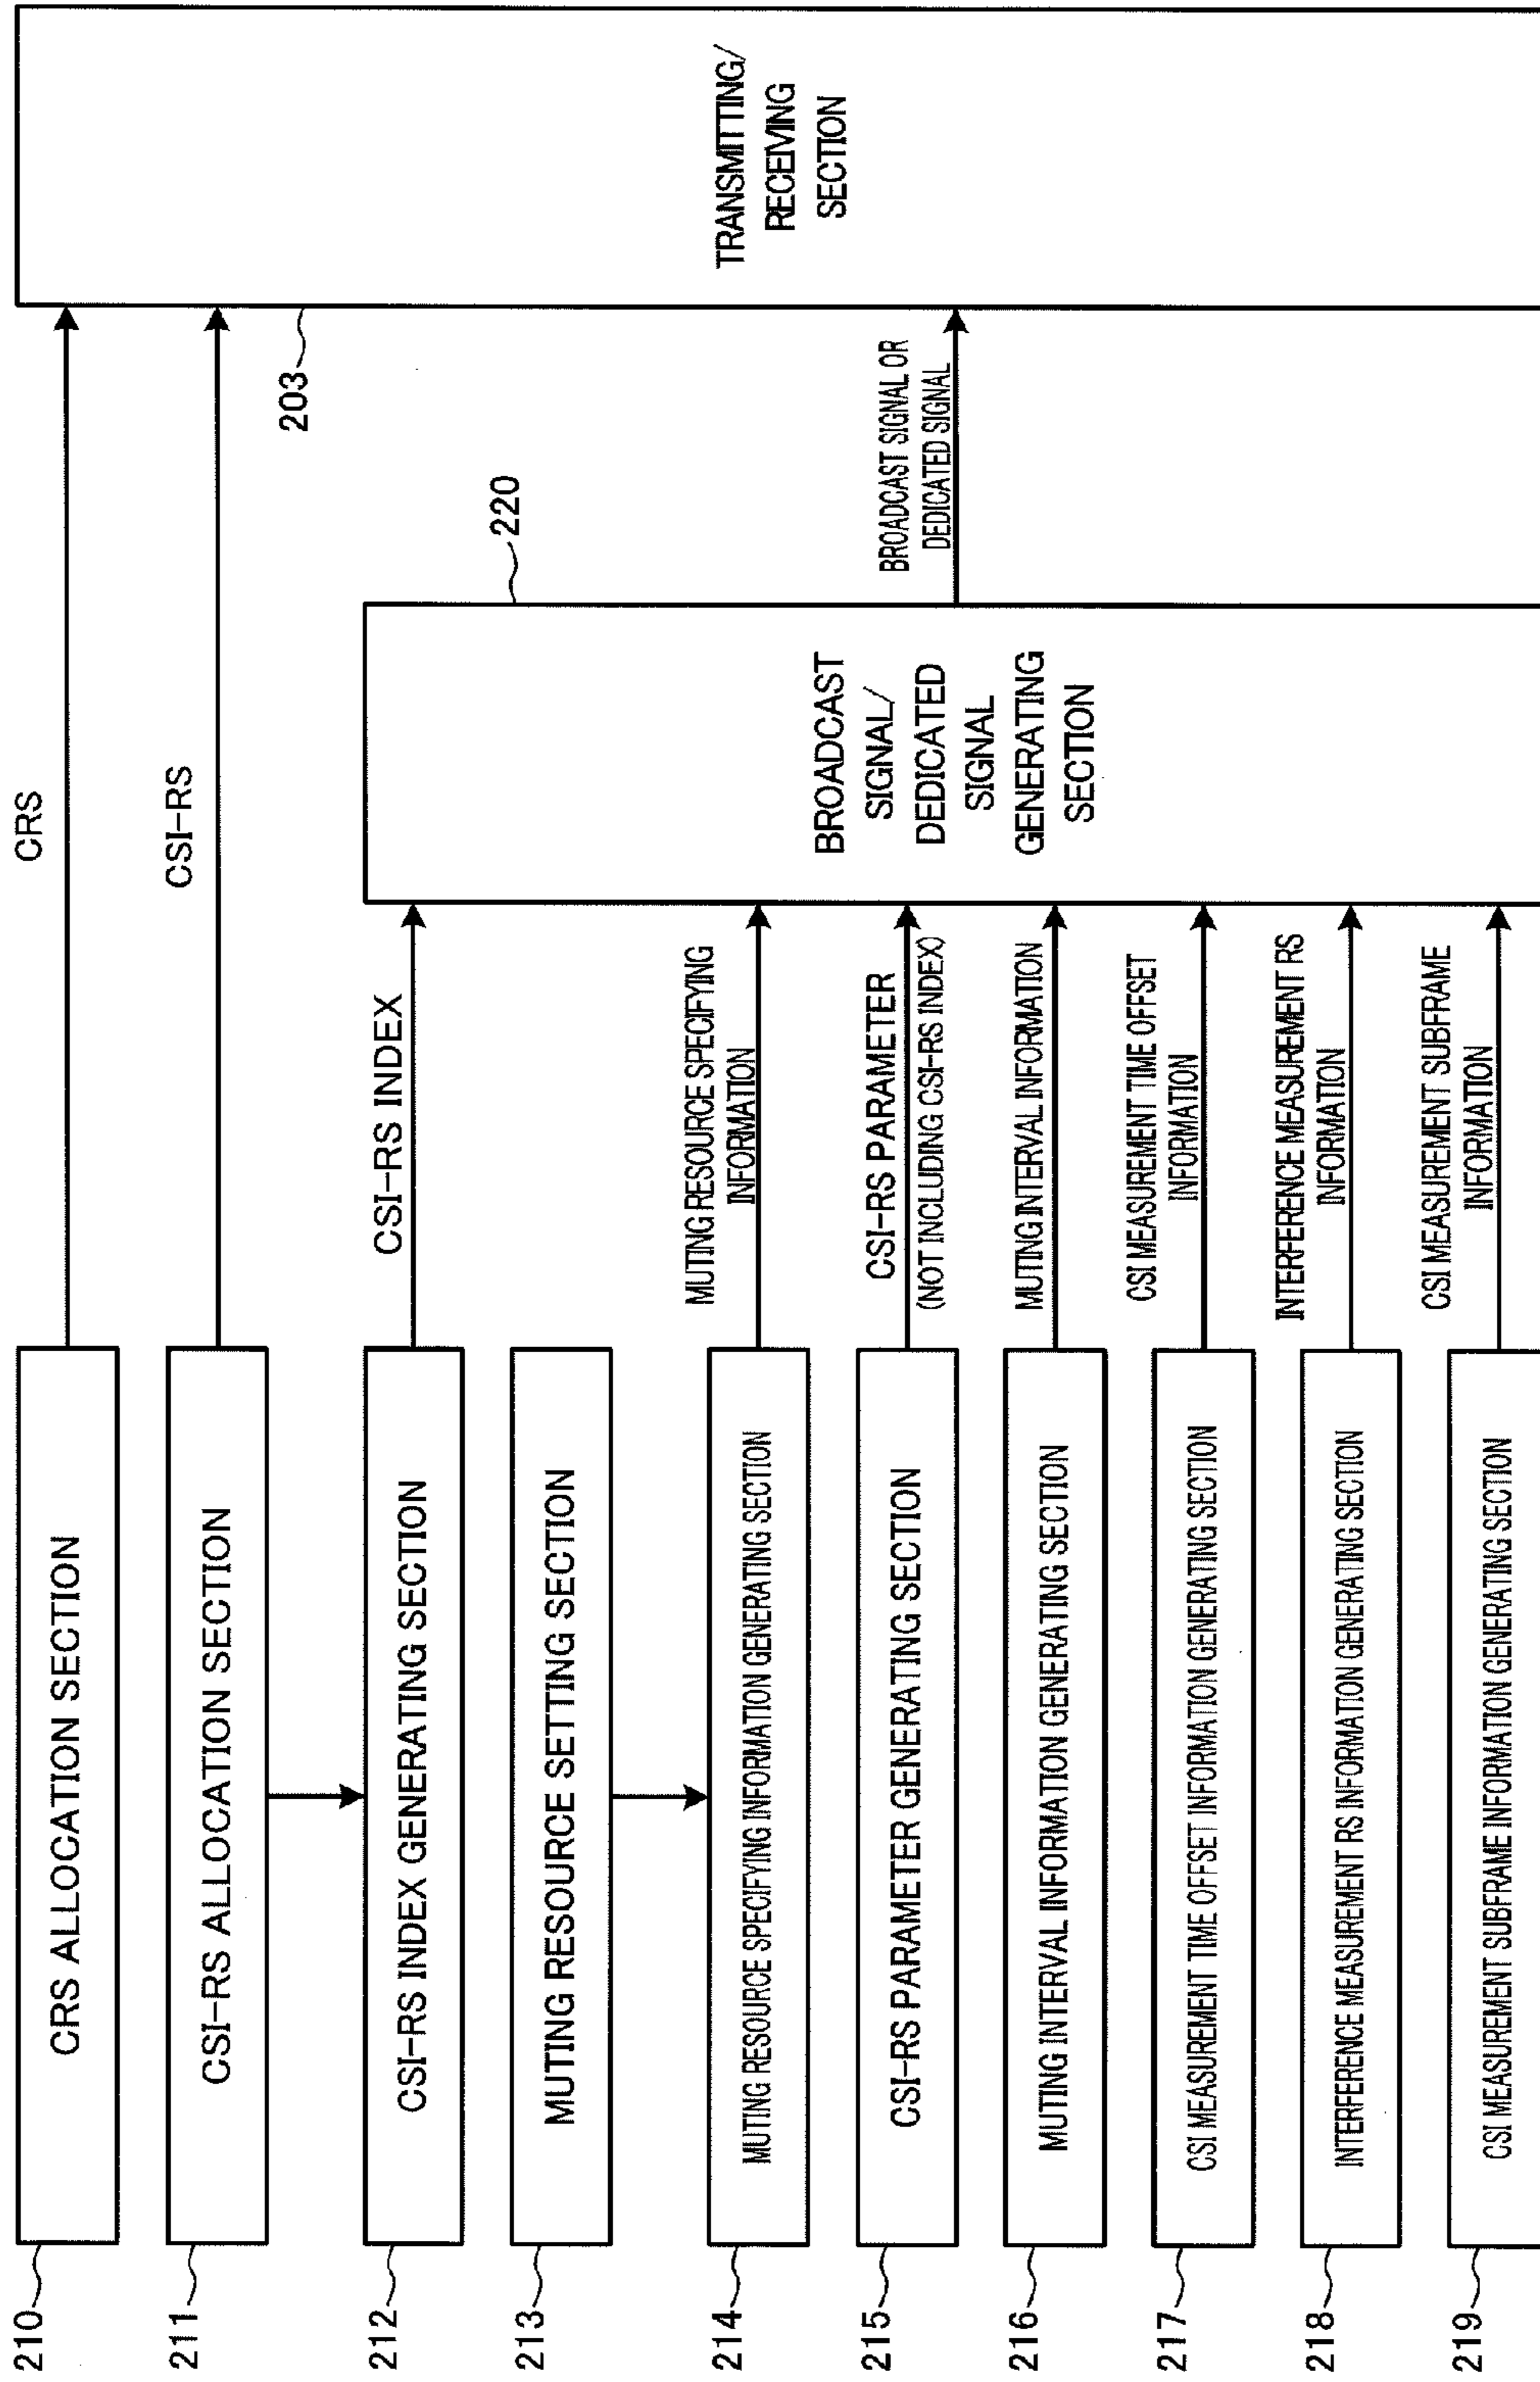 210
CRS ALLOCATION SECTION
CRS
211
CSI-RS ALLOCATION SECTION
CSI-RS
203
TRANSMITTING/
RECEIVING
SECTION
212
CSI-RS INDEX GENERATING SECTION
CSI-RS INDEX
220
BROADCAST
SIGNAL/
DEDICATED
SIGNAL
GENERATING
SECTION
BROADCAST SIGNAL OR
DEDICATED SIGNAL
213
MUTING RESOURCE SETTING SECTION
214
MUTING RESOURCE SPECIFYING INFORMATION GENERATING SECTION
MUTING RESOURCE SPECIFYING
INFORMATION
215
CSI-RS PARAMETER GENERATING SECTION
CSI-RS PARAMETER
(NOT INCLUDING CSI-RS INDEX)
216
MUTING INTERVAL INFORMATION GENERATING SECTION
MUTING INTERVAL INFORMATION
217
CSI MEASUREMENT TIME OFFSET INFORMATION GENERATING SECTION
CSI MEASUREMENT TIME OFFSET
INFORMATION
218
INTERFERENCE MEASUREMENT RS INFORMATION GENERATING SECTION
INTERFERENCE MEASUREMENT RS
INFORMATION
219
CSI MEASUREMENT SUBFRAME INFORMATION GENERATING SECTION
CSI MEASUREMENT SUBFRAME
INFORMATION